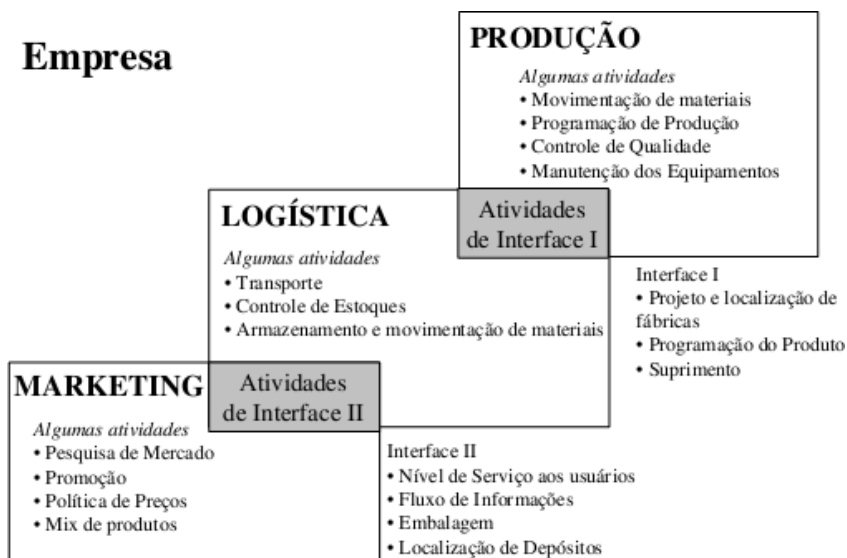 Empresa
PRODUÇÃO
Algumas atividades
• Movimentação de materiais
• Programação de Produção
• Controle de Qualidade
• Manutenção dos Equipamentos
LOGÍSTICA
Atividades
de Interface I
Algumas atividades
• Transporte
• Controle de Estoques
• Armazenamento e movimentação de materiais
Interface I
• Projeto e localização de
fábricas
• Programação do Produto
• Suprimento
MARKETING
Atividades
de Interface II
Algumas atividades
• Pesquisa de Mercado
• Promoção
• Política de Preços
• Mix de produtos
Interface II
• Nível de Serviço aos usuários
• Fluxo de Informações
• Embalagem
• Localização de Depósitos